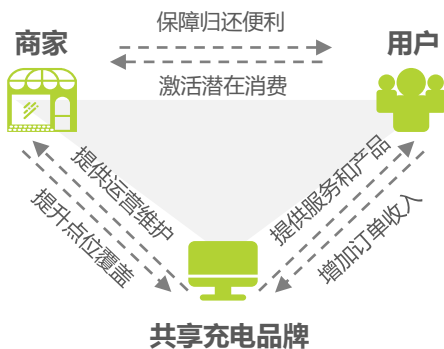 保障归还便利
商家
用户
激活潜在消费
提供运营维护
提升点位覆盖
提供服务和产品
增加订单收入
共享充电品牌